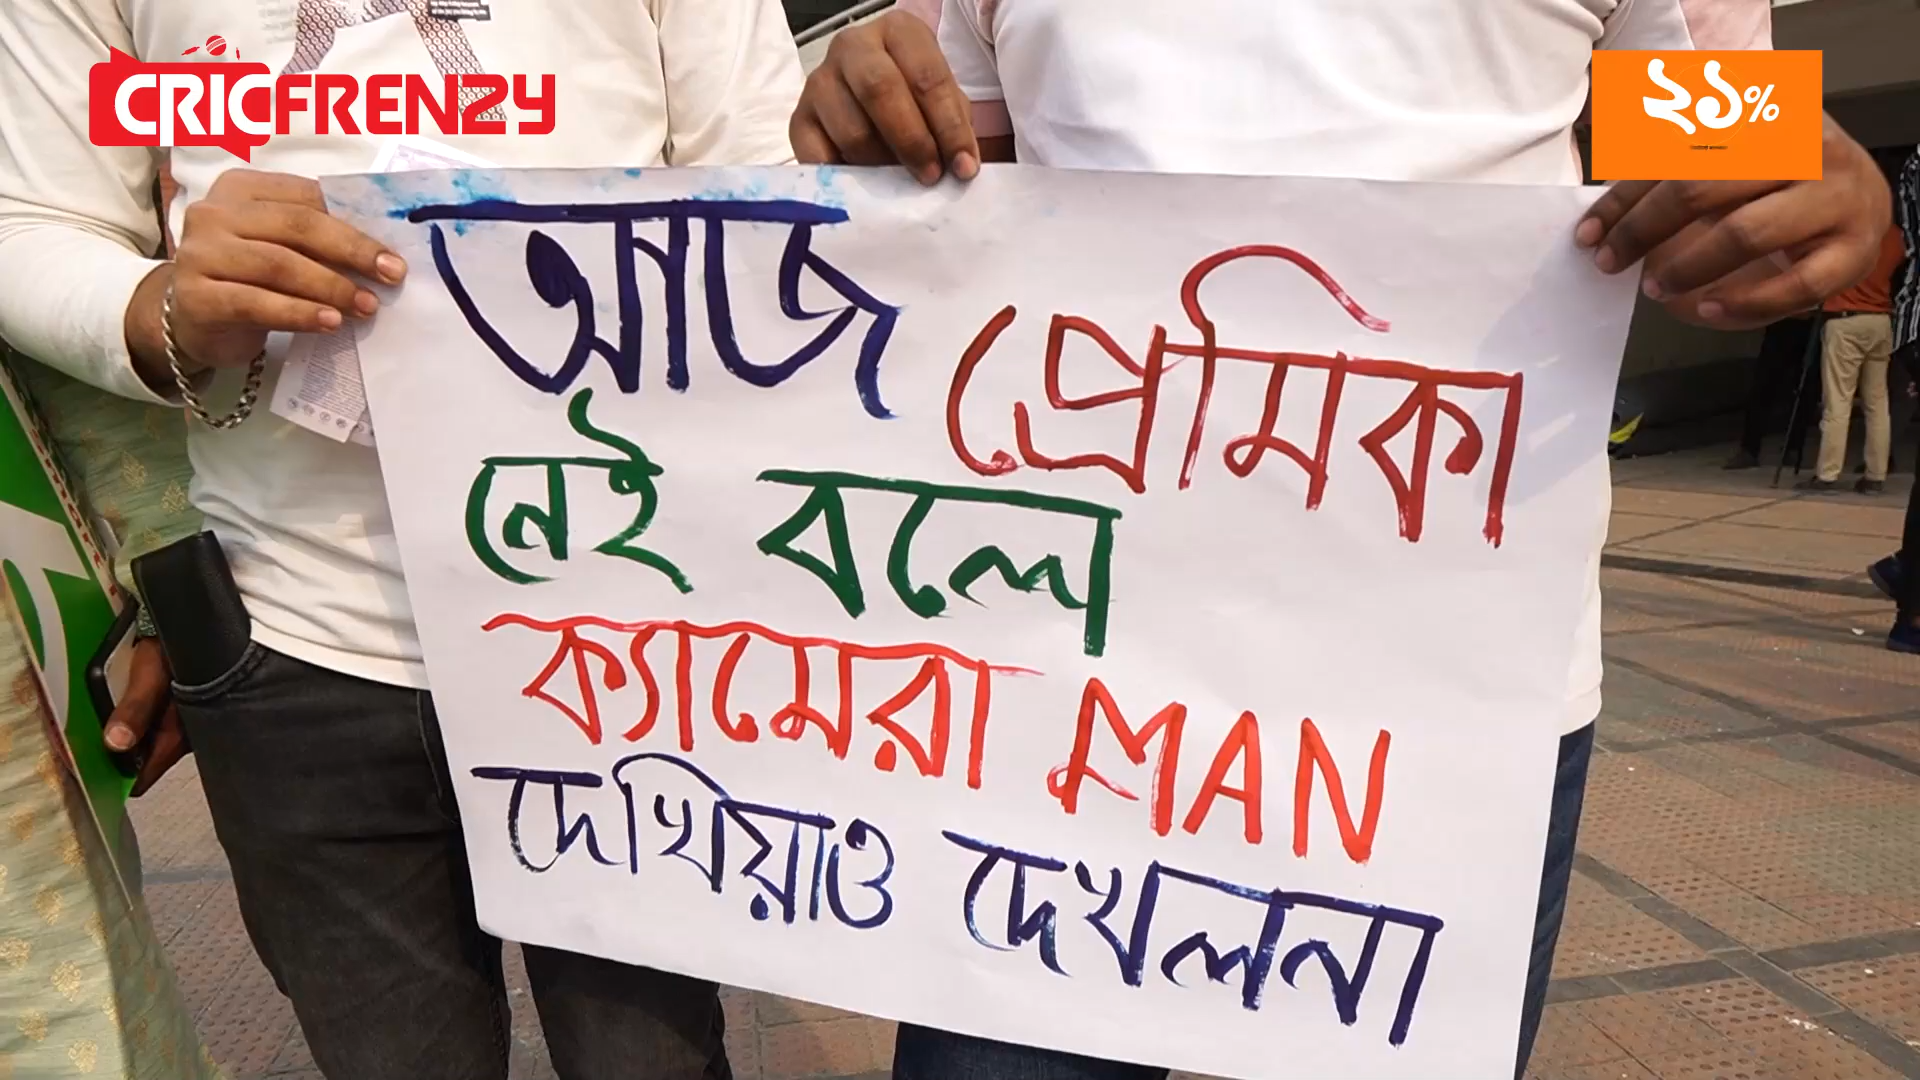 CRICFRENZY
২১%
আজ প্রেমিকা
নেই বলে
ক্যামেরা MAN
দেখিয়াও দেখলনা